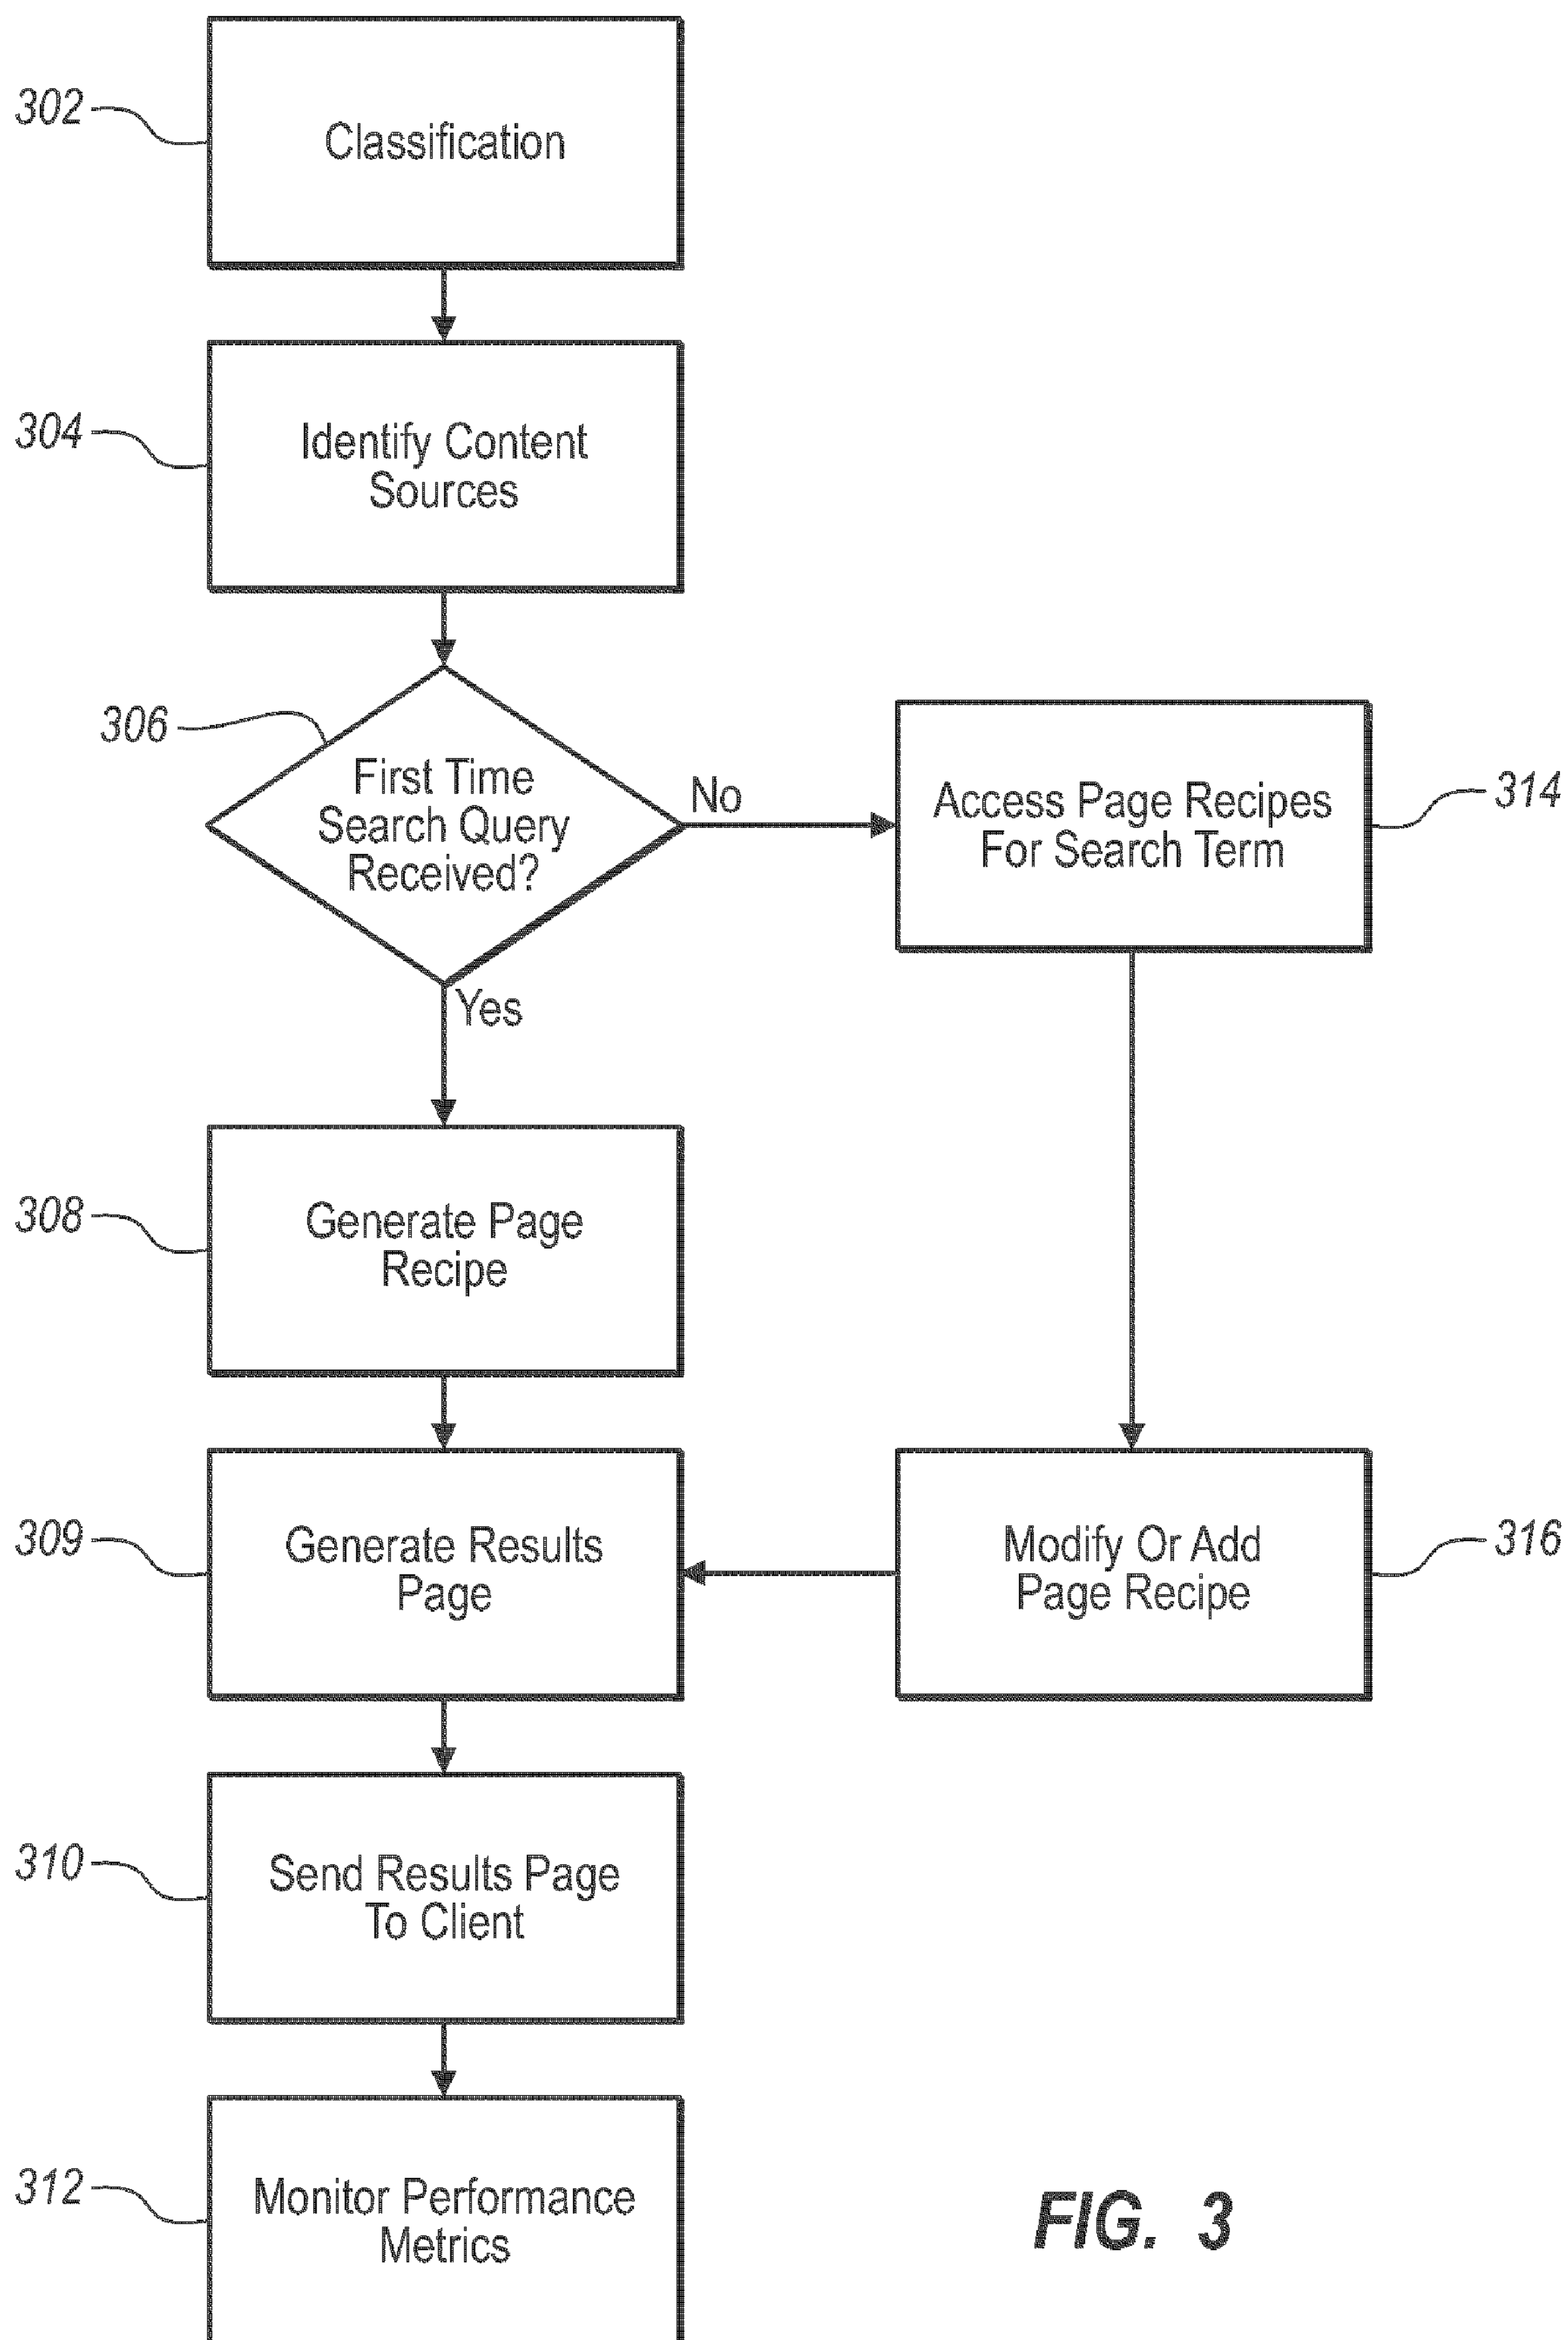 302
Classification
304
Identify Content
Sources
306
First Time
Search Query
Received?
No
Yes
Access Page Recipes
For Search Term
314
308
Generate Page
Recipe
309
Generate Results
Page
Modify Or Add
Page Recipe
316
310
Send Results Page
To Client
312
Monitor Performance
Metrics
FIG. 3